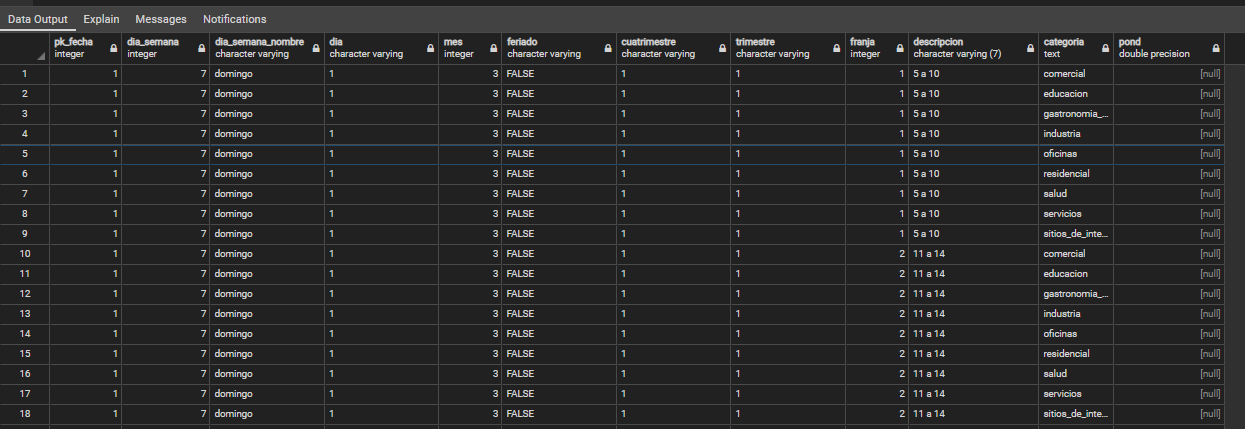 Data Output Explain Messages Notifications
pk_fecha dia_semana dia_semana_nombre dia mes feriado cuatrimestre trimestre franja descripcion categoria pond
integer integer character varying character varying integer character varying character varying character varying integer character varying (7) text double precision
1 1 7 domingo 1 3 FALSE 1 1 1 5 a 10 comercial [null]
2 1 7 domingo 1 3 FALSE 1 1 1 5 a 10 educacion [null]
3 1 7 domingo 1 3 FALSE 1 1 1 5 a 10 gastronomia_... [null]
4 1 7 domingo 1 3 FALSE 1 1 1 5 a 10 industria [null]
5 1 7 domingo 1 3 FALSE 1 1 1 5 a 10 oficinas [null]
6 1 7 domingo 1 3 FALSE 1 1 1 5 a 10 residencial [null]
7 1 7 domingo 1 3 FALSE 1 1 1 5 a 10 salud [null]
8 1 7 domingo 1 3 FALSE 1 1 1 5 a 10 servicios [null]
9 1 7 domingo 1 3 FALSE 1 1 1 5 a 10 sitios_de_inte... [null]
10 1 7 domingo 1 3 FALSE 1 1 2 11 a 14 comercial [null]
11 1 7 domingo 1 3 FALSE 1 1 2 11 a 14 educacion [null]
12 1 7 domingo 1 3 FALSE 1 1 2 11 a 14 gastronomia_... [null]
13 1 7 domingo 1 3 FALSE 1 1 2 11 a 14 industria [null]
14 1 7 domingo 1 3 FALSE 1 1 2 11 a 14 oficinas [null]
15 1 7 domingo 1 3 FALSE 1 1 2 11 a 14 residencial [null]
16 1 7 domingo 1 3 FALSE 1 1 2 11 a 14 salud [null]
17 1 7 domingo 1 3 FALSE 1 1 2 11 a 14 servicios [null]
18 1 7 domingo 1 3 FALSE 1 1 2 11 a 14 sitios_de_inte... [null]